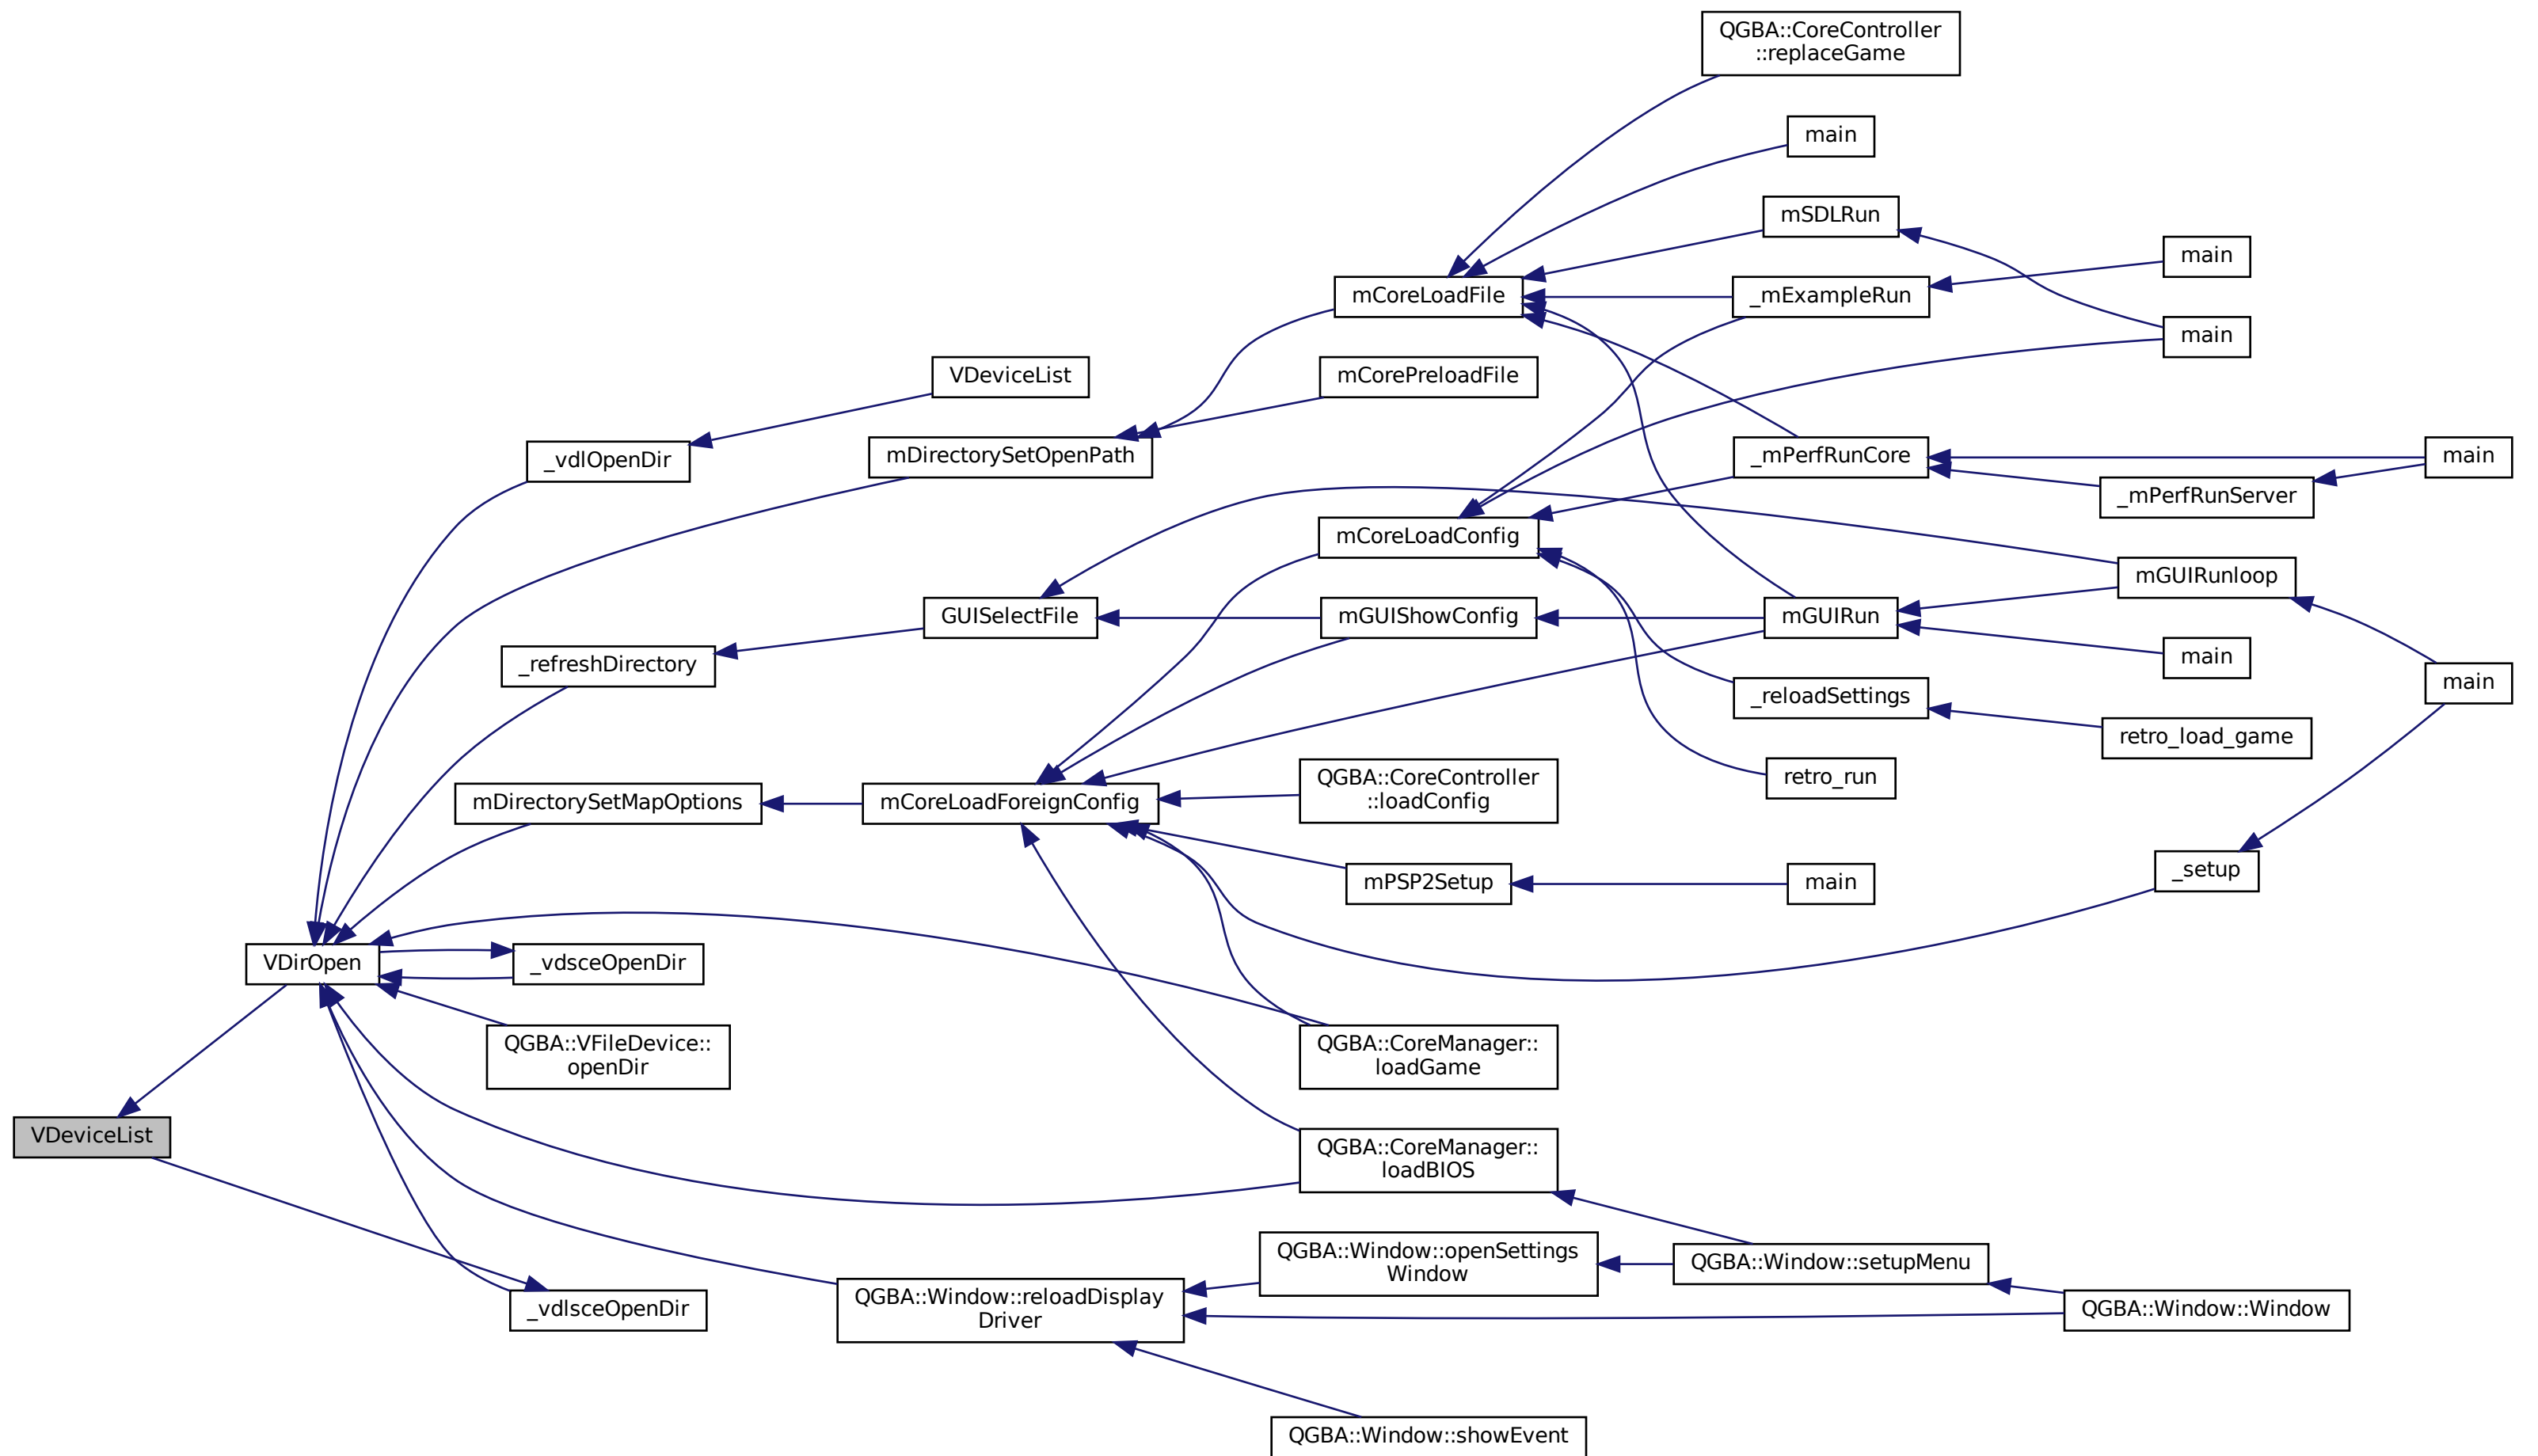 QGBA::CoreController
::replaceGame
main
mSDLRun
main
mCoreLoadFile
_mExampleRun
main
VDeviceList
mCorePreloadFile
_vdlOpenDir
mDirectorySetOpenPath
_mPerfRunCore
main
_mPerfRunServer
mCoreLoadConfig
mGUIRunloop
GUISelectFile
mGUIShowConfig
mGUIRun
_refreshDirectory
main
main
_reloadSettings
retro_load_game
mDirectorySetMapOptions
mCoreLoadForeignConfig
QGBA::CoreController
::loadConfig
retro_run
mPSP2Setup
main
_setup
VDirOpen
_vdsceOpenDir
QGBA::VFileDevice::
openDir
QGBA::CoreManager::
loadGame
VDeviceList
QGBA::CoreManager::
loadBIOS
QGBA::Window::openSettings
Window
QGBA::Window::setupMenu
QGBA::Window::reloadDisplay
Driver
_vdlsceOpenDir
QGBA::Window::Window
QGBA::Window::showEvent